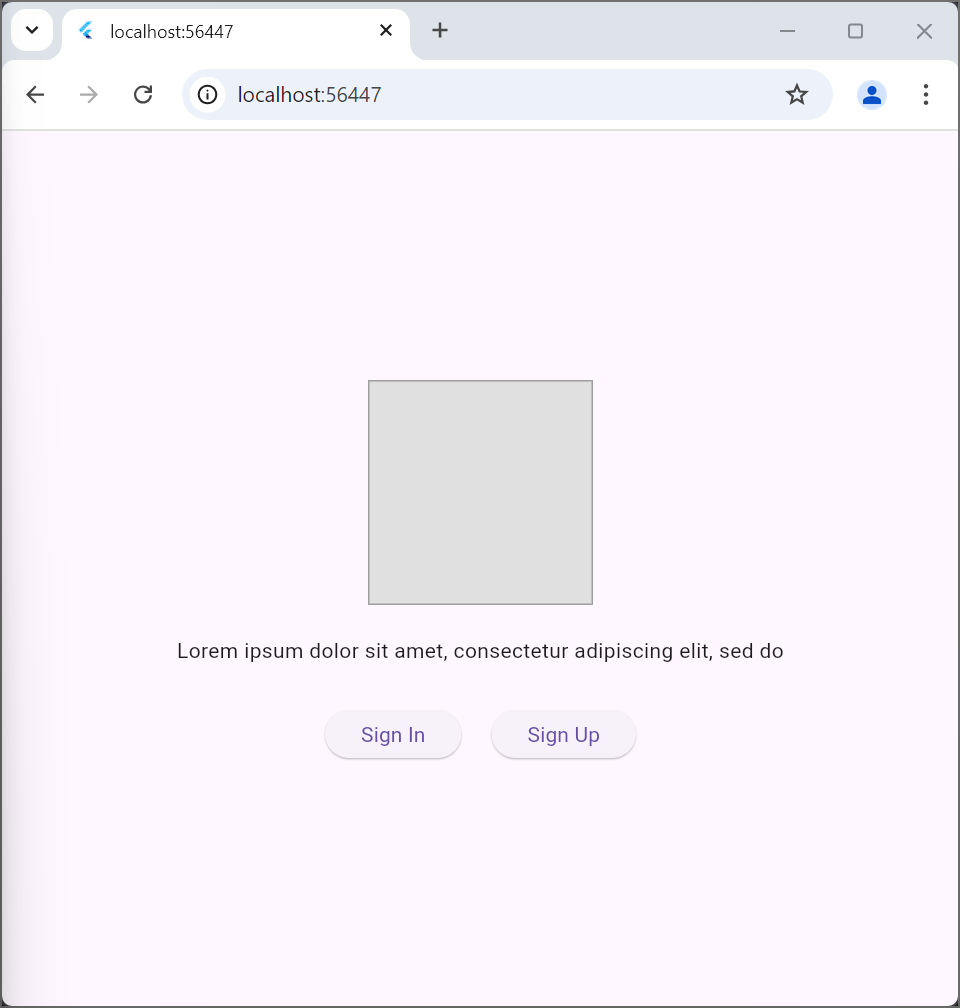 localhost:56447
localhost:56447
Lorem ipsum dolor sit amet, consectetur adipiscing elit, sed do
Sign In
Sign Up